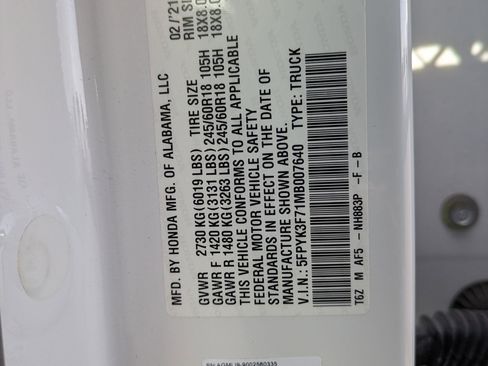 MFD. BY HONDA MFG. OF ALABAMA, LLC 02/'21
GVWR 2730 KG(6019 LBS) TIRE SIZE RIM SI
GAWR F 1420 KG(3131 LBS) 245/60R18 105H 18X8.0
GAWR R 1480 KG(3263 LBS) 245/60R18 105H 18X8.0
THIS VEHICLE CONFORMS TO ALL APPLICABLE
FEDERAL MOTOR VEHICLE SAFETY
STANDARDS IN EFFECT ON THE DATE OF
MANUFACTURE SHOWN ABOVE.
V.I.N.: 5FPYK3F71MB007640 TYPE: TRUCK
T6Z M AF5 - NH883P -F -B